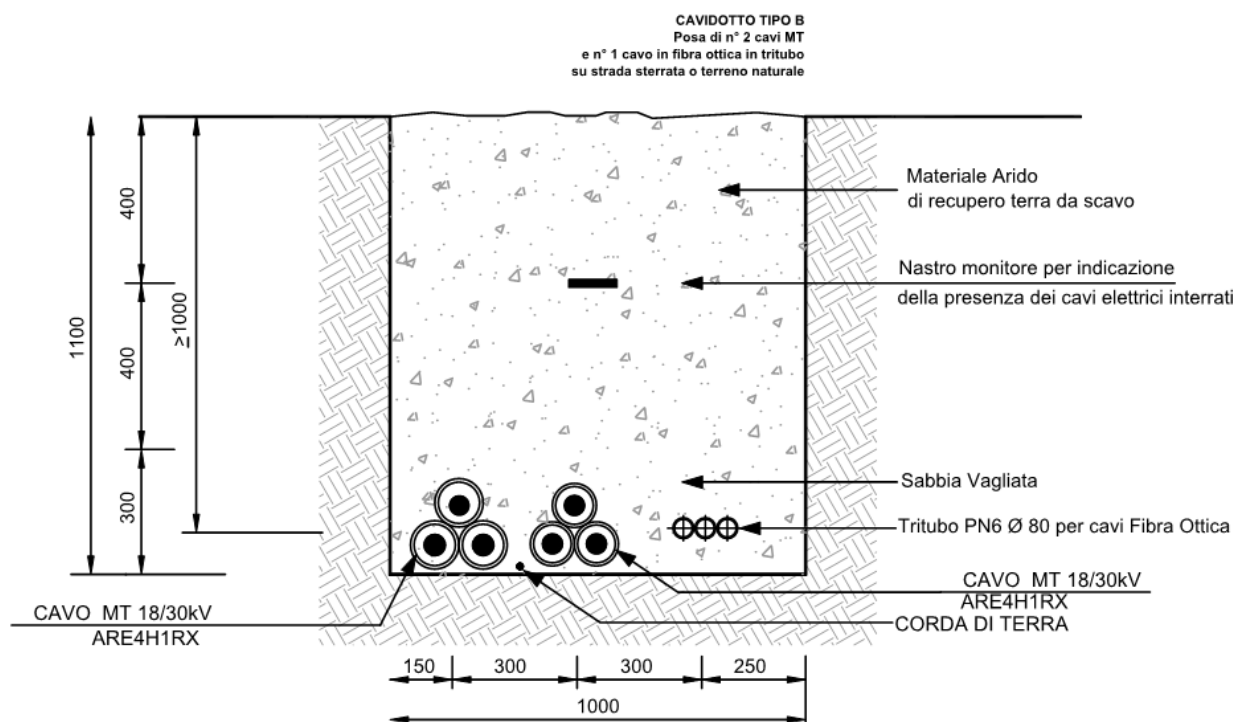 CAVIDOTTO TIPO B
Posa di n° 2 cavi MT
e n° 1 cavo in fibra ottica in tritubo
su strada sterrata o terreno naturale
1100
400
400
300
≥1000
Materiale Arido
di recupero terra da scavo
Nastro monitore per indicazione
della presenza dei cavi elettrici interrati
Sabbia Vagliata
Tritubo PN6 Ø 80 per cavi Fibra Ottica
CAVO MT 18/30kV
ARE4H1RX
CORDA DI TERRA
CAVO MT 18/30kV
ARE4H1RX
150 300 300 250
1000